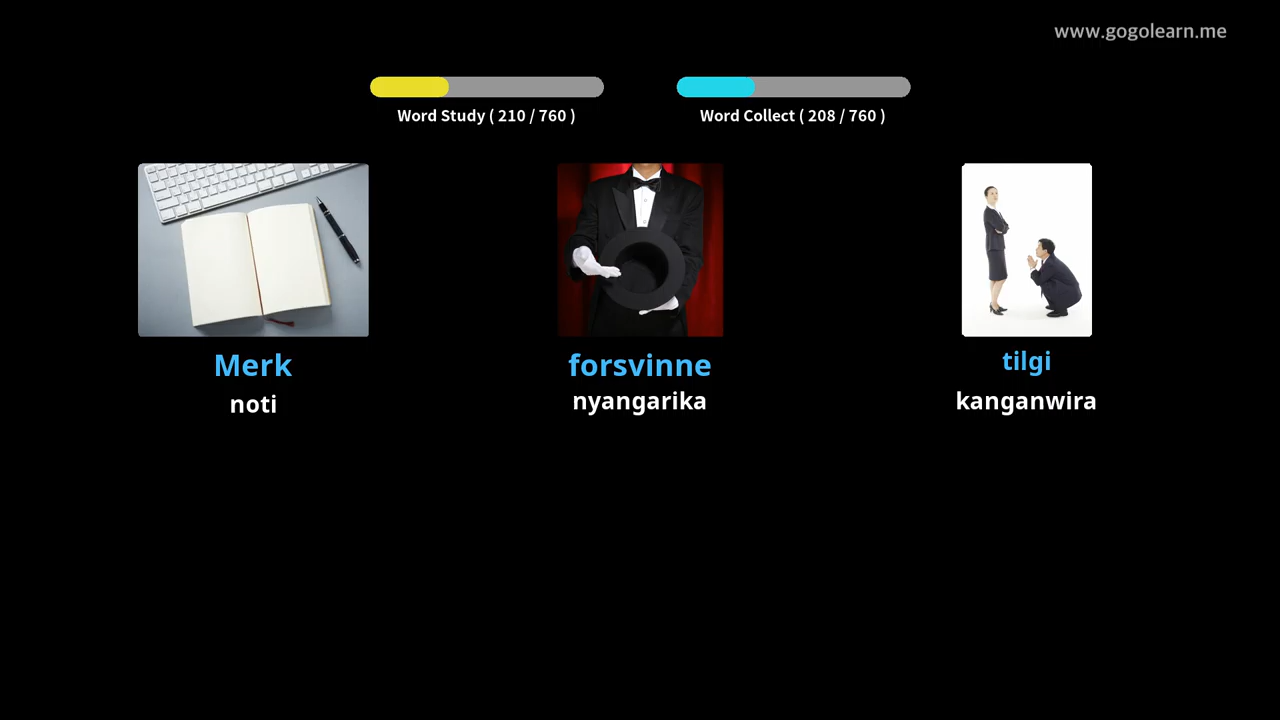 www.gogolearn.me
Word Study ( 210 / 760 )
Word Collect ( 208 / 760 )
Merk
noti
forsvinne
nyangarika
tilgi
kanganwira